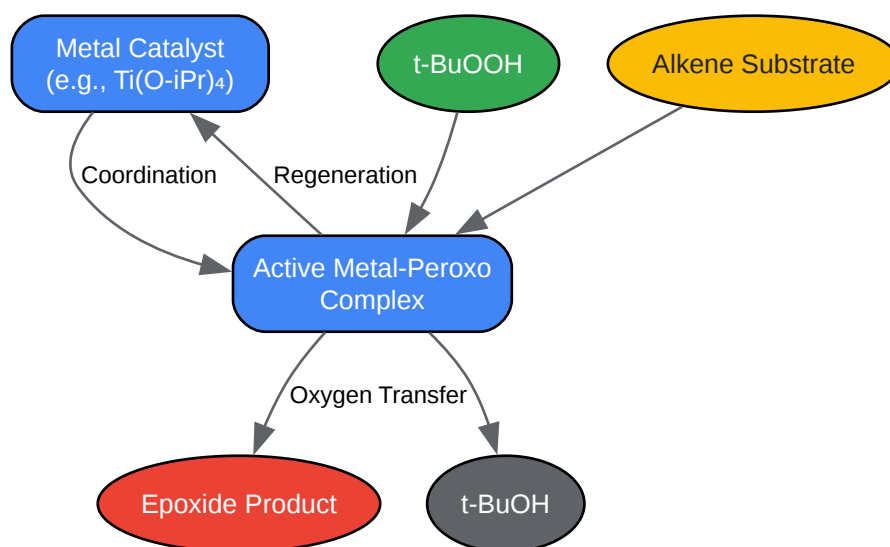 Metal Catalyst
(e.g., Ti(O-iPr)₄)
t-BuOOH
Alkene Substrate
Coordination
Regeneration
Active Metal-Peroxo
Complex
Oxygen Transfer
Epoxide Product
t-BuOH